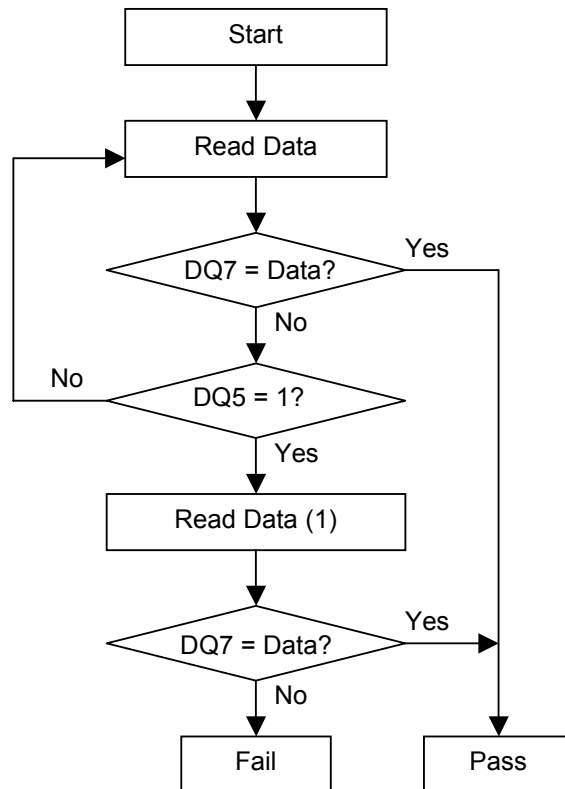 Start
Read Data
DQ7 = Data?
Yes
No
No
DQ5 = 1?
Yes
Read Data (1)
DQ7 = Data?
Yes
No
Fail
Pass